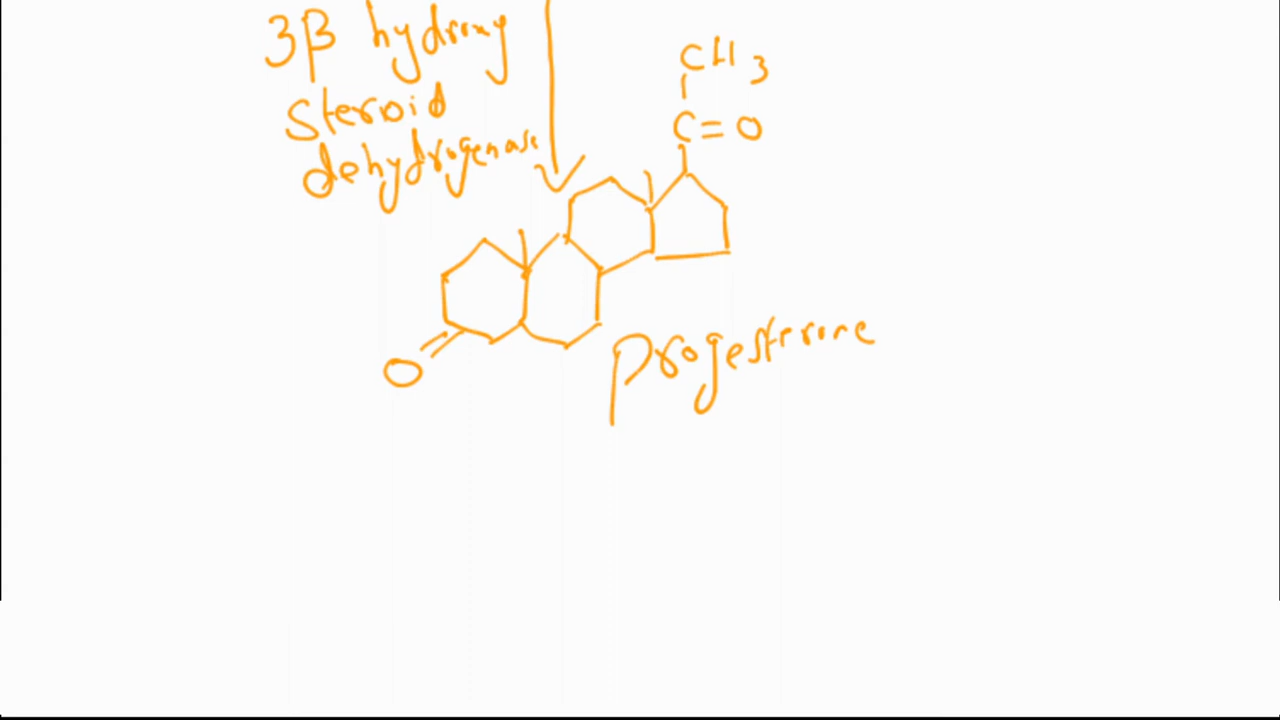 3β hydroxy
steroid
dehydrogenase
CH3
C=O
O
progesterone